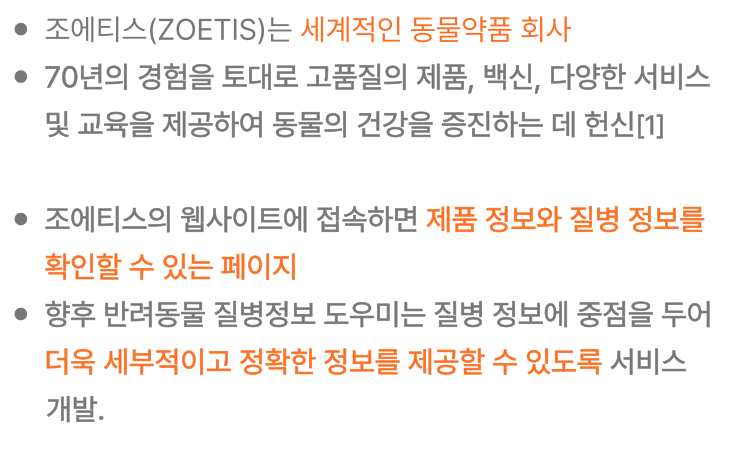 • 조에티스(ZOETIS)는 세계적인 동물약품 회사
• 70년의 경험을 토대로 고품질의 제품, 백신, 다양한 서비스
및 교육을 제공하여 동물의 건강을 증진하는 데 헌신[1]
• 조에티스의 웹사이트에 접속하면 제품 정보와 질병 정보를
확인할 수 있는 페이지
• 향후 반려동물 질병정보 도우미는 질병 정보에 중점을 두어
더욱 세부적이고 정확한 정보를 제공할 수 있도록 서비스
개발.